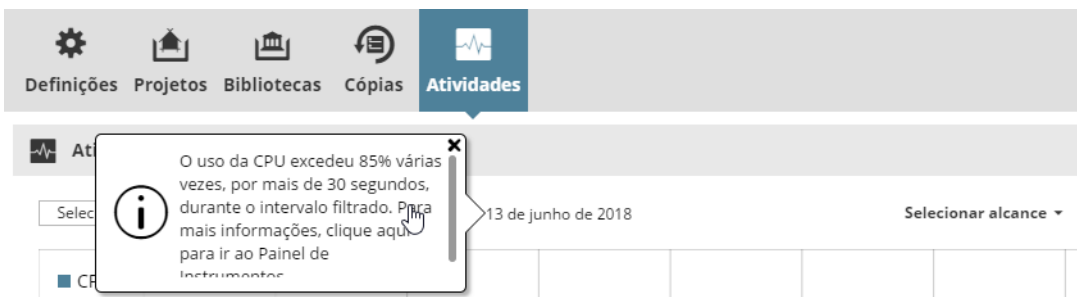 Definições Projetos Bibliotecas Cópias Atividades
Ati
O uso da CPU excedeu 85% várias
vezes, por mais de 30 segundos,
durante o intervalo filtrado. Para
mais informações, clique aqui
para ir ao Painel de
Instrumentos
Selec
13 de junho de 2018
Selecionar alcance
CP